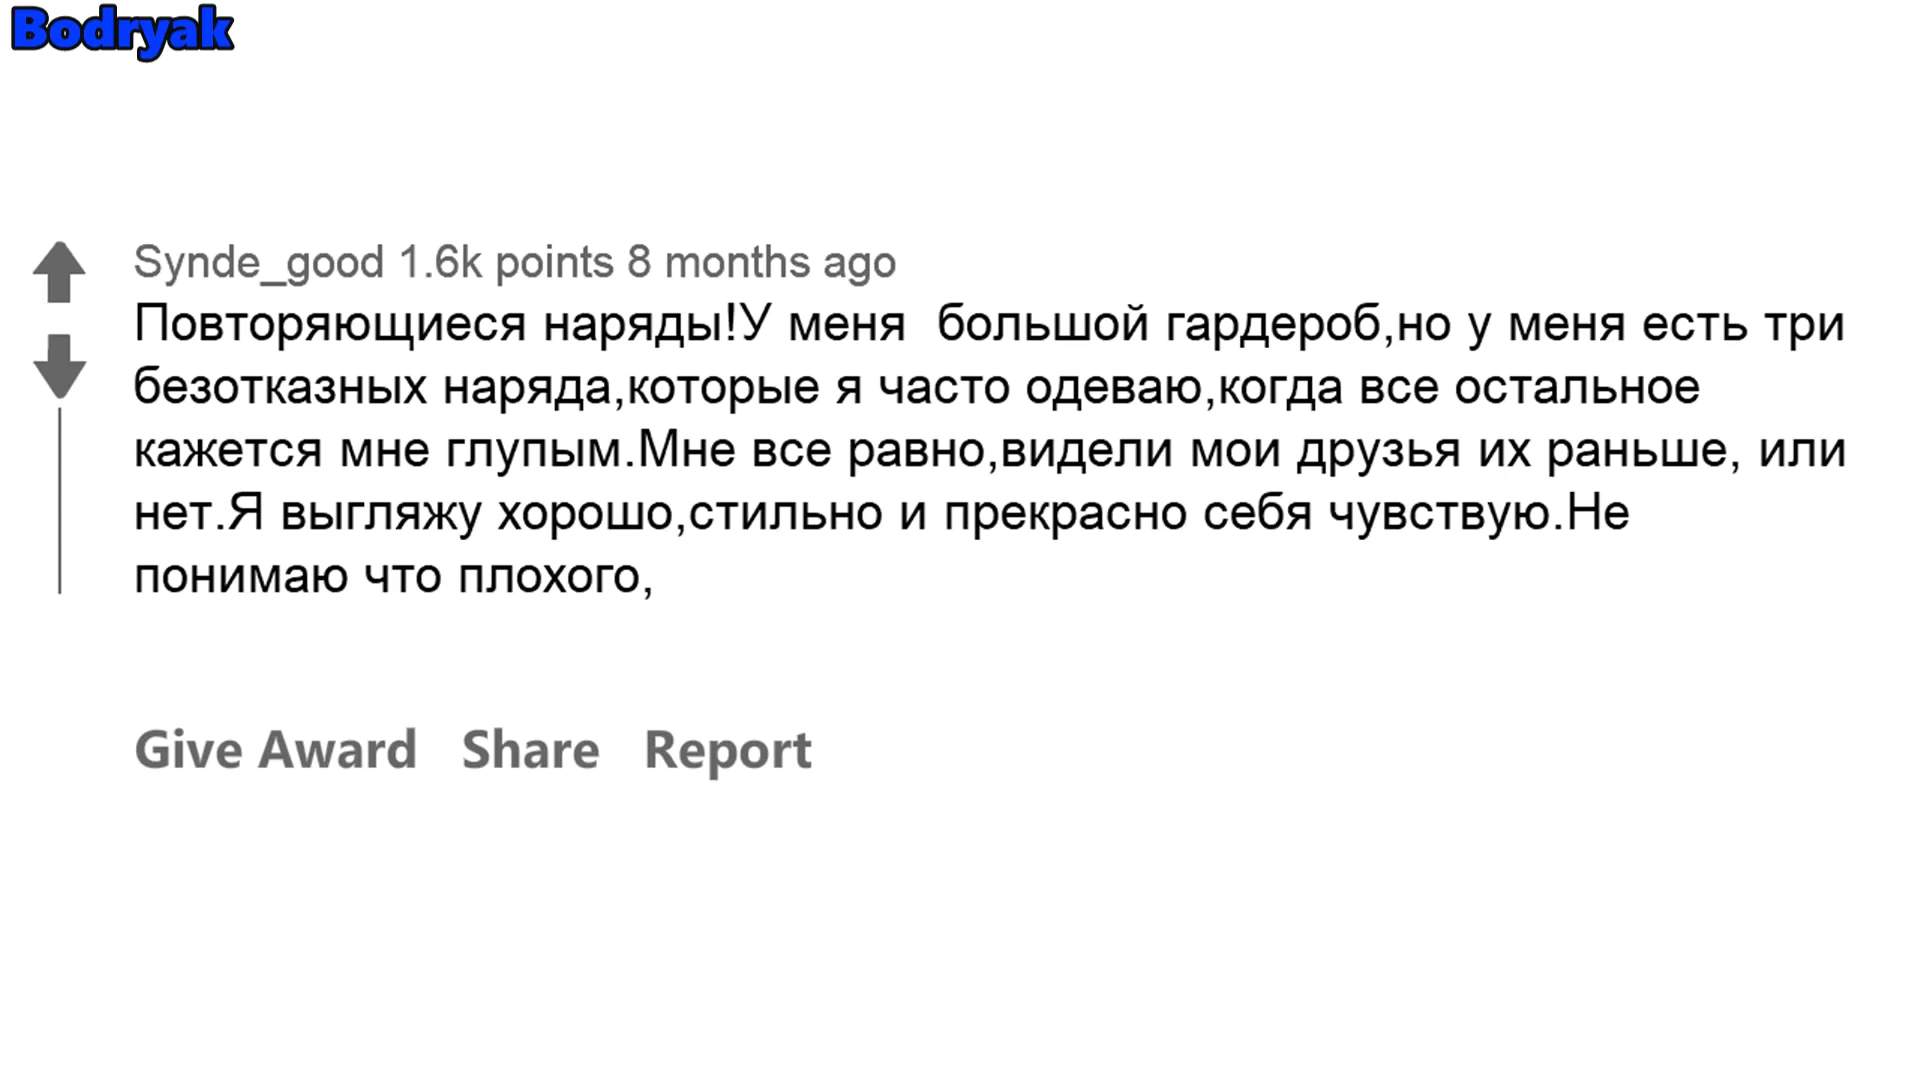 Bodryak
Synde_good 1.6k points 8 months ago
Повторяющиеся наряды!У меня  большой гардероб,но у меня есть три
безотказных наряда,которые я часто одеваю,когда все остальное
кажется мне глупым.Мне все равно,видели мои друзья их раньше, или
нет.Я выгляжу хорошо,стильно и прекрасно себя чувствую.Не
понимаю что плохого,
Give Award Share Report